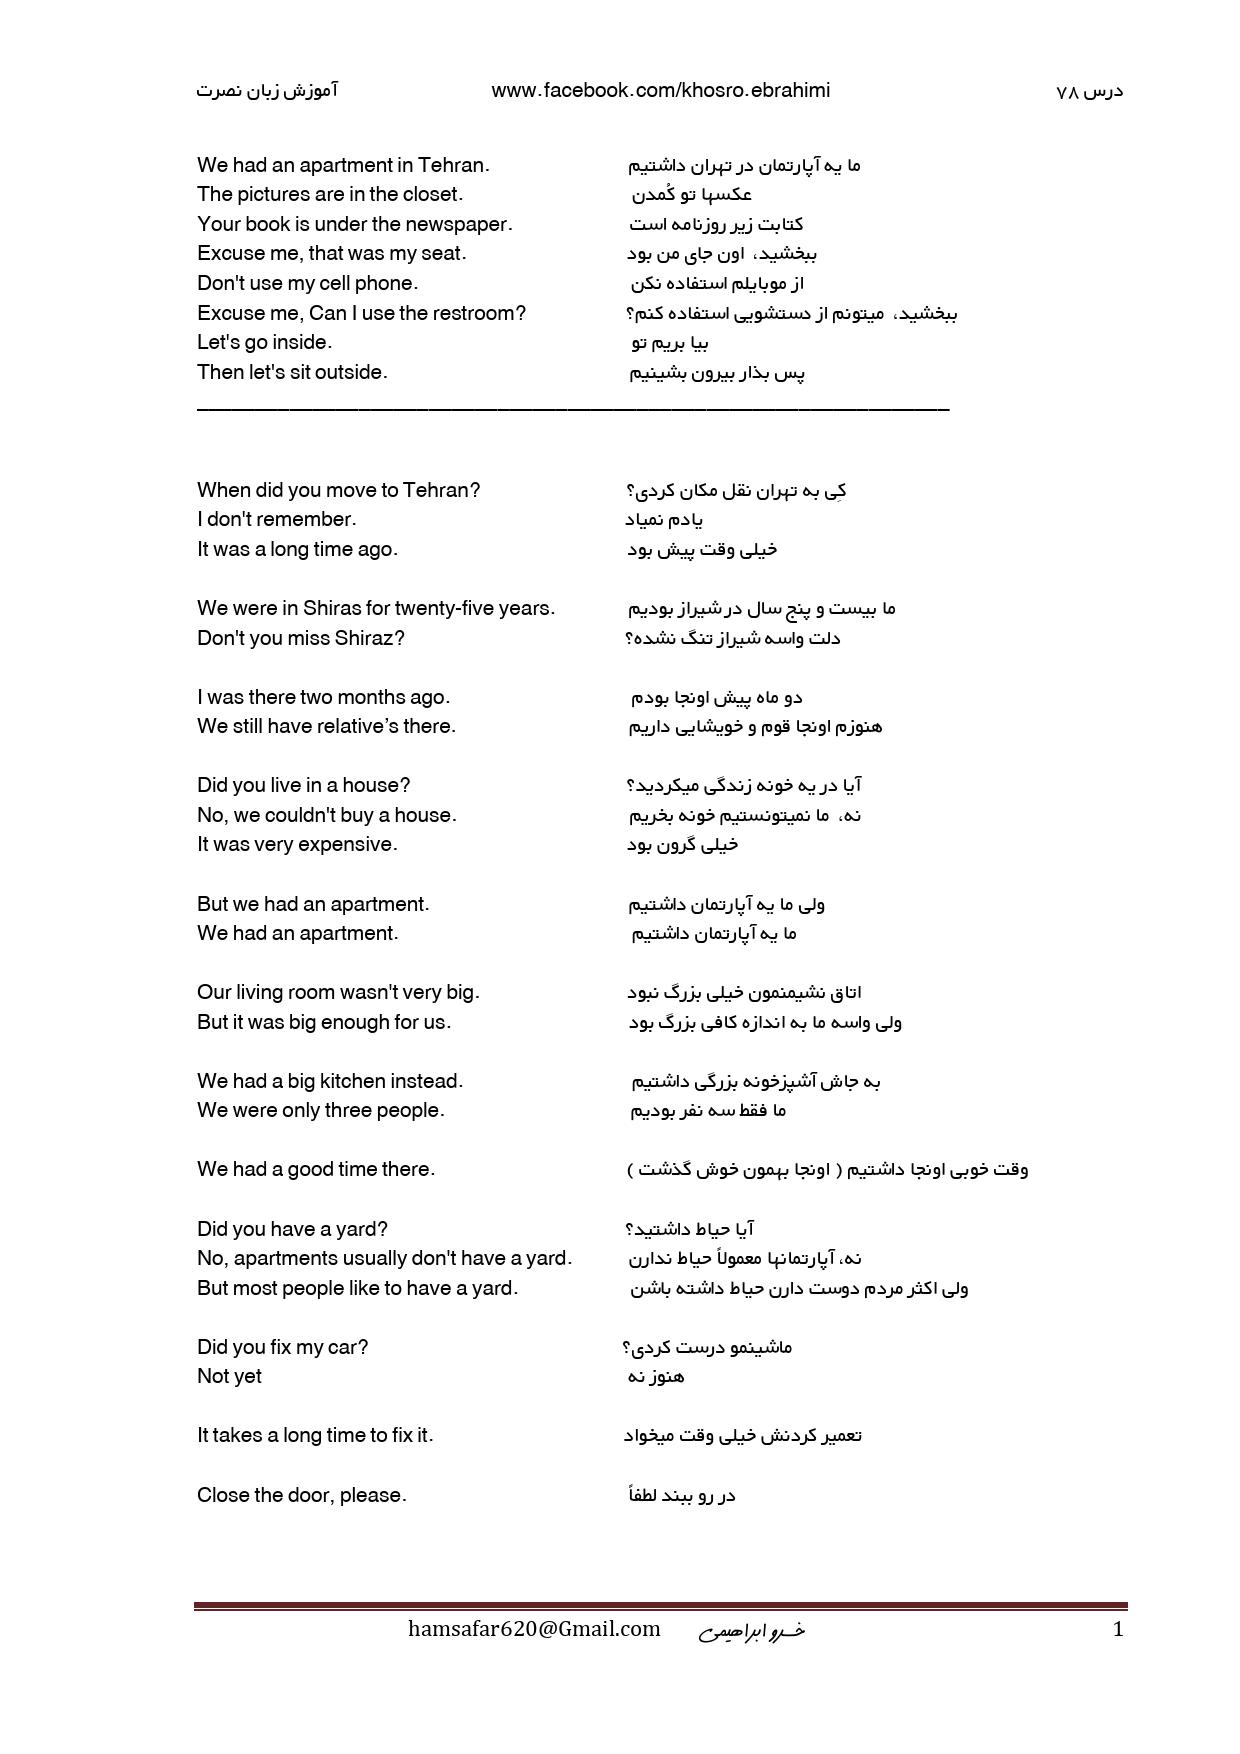 آموزش زبان نصرت www.facebook.com/khosro.ebrahimi درس ۷۸
We had an apartment in Tehran. ما یه آپارتمان در تهران داشتیم
The pictures are in the closet. عکسها تو کُمدن
Your book is under the newspaper. کتابت زیر روزنامه است
Excuse me, that was my seat. ببخشید، اون جای من بود
Don't use my cell phone. از موبایلم استفاده نکن
Excuse me, Can I use the restroom? ببخشید، میتونم از دستشویی استفاده کنم؟
Let's go inside. بیا بریم تو
Then let's sit outside. پس بذار بیرون بشینیم
When did you move to Tehran? کِی به تهران نقل مکان کردی؟
I don't remember. یادم نمیاد
It was a long time ago. خیلی وقت پیش بود
We were in Shiras for twenty-five years. ما بیست و پنج سال در شیراز بودیم
Don't you miss Shiraz? دلت واسه شیراز تنگ نشده؟
I was there two months ago. دو ماه پیش اونجا بودم
We still have relative’s there. هنوزم اونجا قوم و خویشایی داریم
Did you live in a house? آیا در یه خونه زندگی میکردید؟
No, we couldn't buy a house. نه، ما نمیتونستیم خونه بخریم
It was very expensive. خیلی گرون بود
But we had an apartment. ولی ما یه آپارتمان داشتیم
We had an apartment. ما یه آپارتمان داشتیم
Our living room wasn't very big. اتاق نشیمنمون خیلی بزرگ نبود
But it was big enough for us. ولی واسه ما به اندازه کافی بزرگ بود
We had a big kitchen instead. به جاش آشپزخونه بزرگی داشتیم
We were only three people. ما فقط سه نفر بودیم
We had a good time there. وقت خوبی اونجا داشتیم ( اونجا بهمون خوش گذشت )
Did you have a yard? آیا حیاط داشتید؟
No, apartments usually don't have a yard. نه، آپارتمانها معمولاً حیاط ندارن
But most people like to have a yard. ولی اکثر مردم دوست دارن حیاط داشته باشن
Did you fix my car? ماشینمو درست کردی؟
Not yet هنوز نه
It takes a long time to fix it. تعمیر کردنش خیلی وقت میخواد
Close the door, please. در رو ببند لطفاً
hamsafar620@Gmail.com خسرو ابراهیمی 1